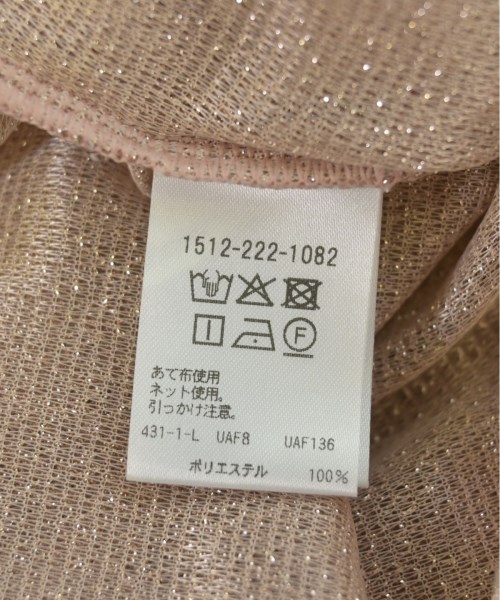 1512-222-1082
F
あて布使用
ネット使用。
引っかけ注意。
431-1-L UAF8 UAF136
ポリエステル 100%